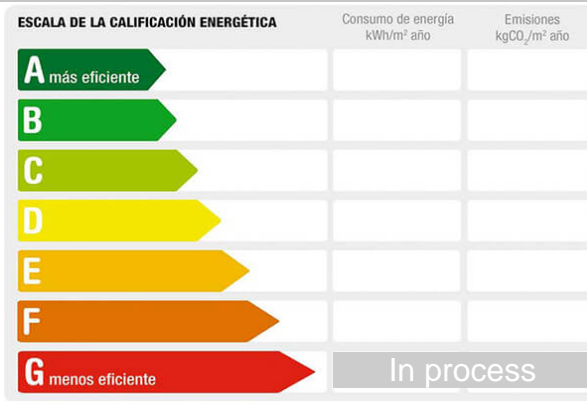 ESCALA DE LA CALIFICACIÓN ENERGÉTICA
Consumo de energía
kWh/m² año
Emisiones
kgCO₂/m² año
A más eficiente
B
C
D
E
F
G menos eficiente
In process